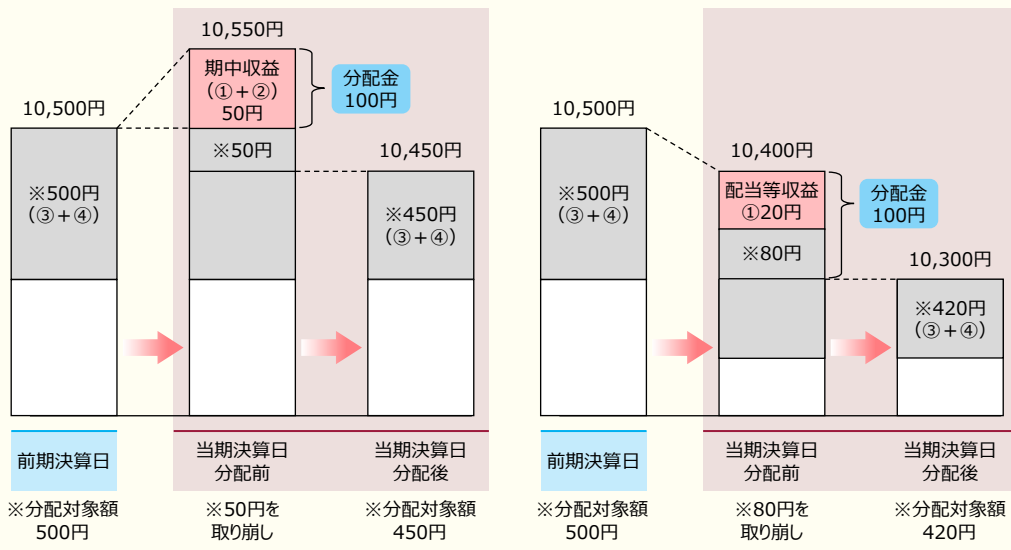 10,550円
期中収益
(①+②)
50円
分配金
100円
10,500円
※50円
10,450円
※500円
(③+④)
※450円
(③+④)
前期決算日
当期決算日
分配前
当期決算日
分配後
※分配対象額
500円
※50円を
取り崩し
※分配対象額
450円
10,500円
10,400円
配当等収益
①20円
分配金
100円
※500円
(③+④)
※80円
10,300円
※420円
(③+④)
前期決算日
当期決算日
分配前
当期決算日
分配後
※分配対象額
500円
※80円を
取り崩し
※分配対象額
420円